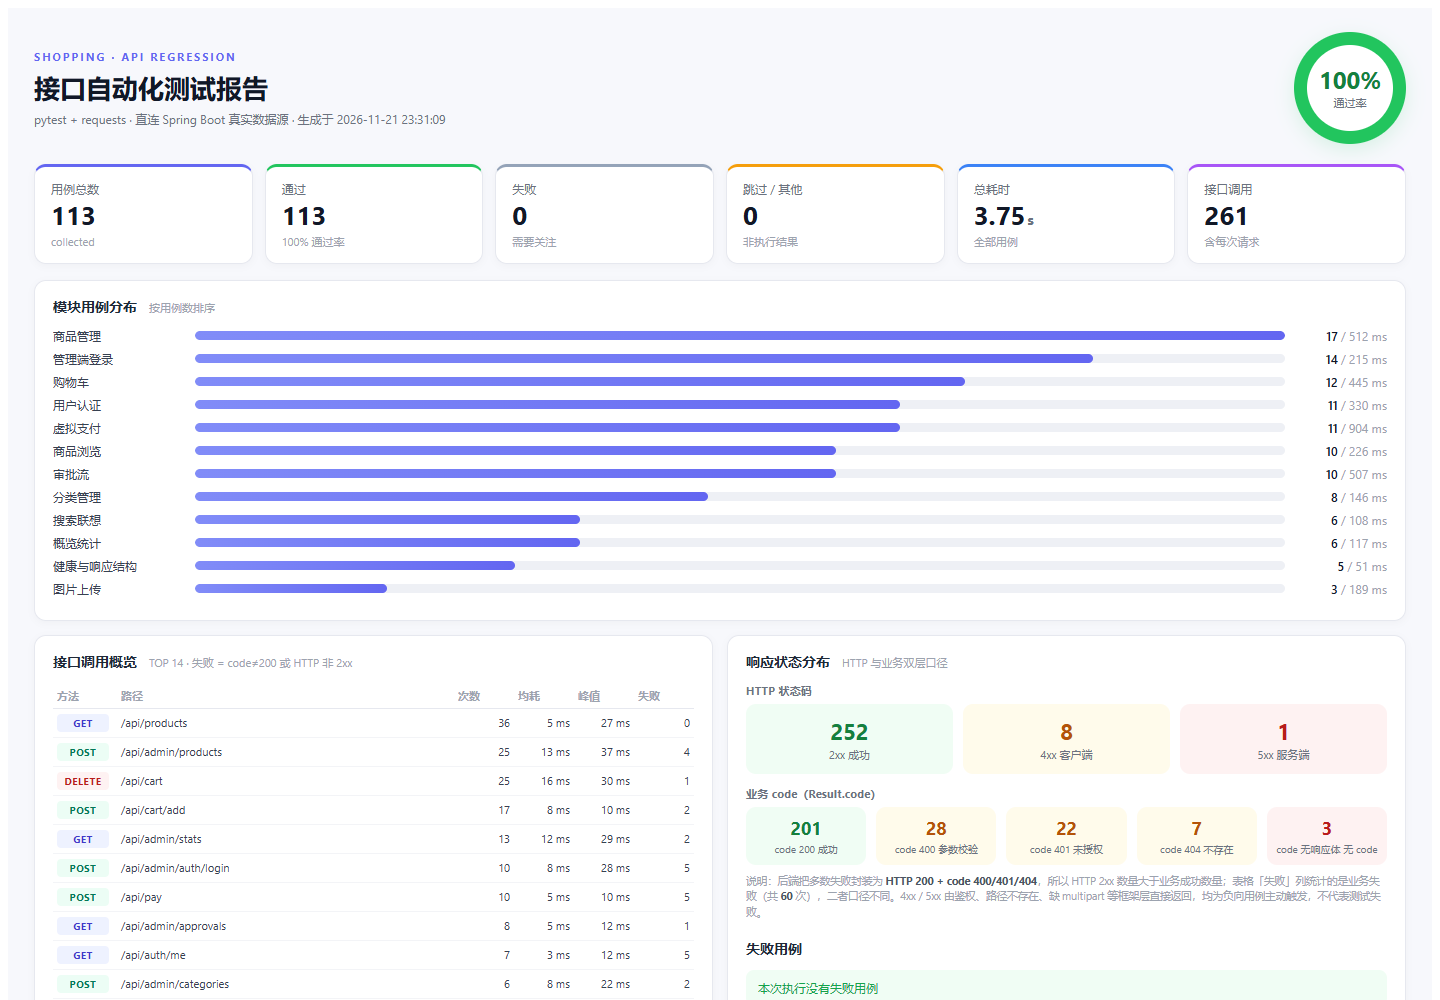 SHOPPING · API REGRESSION
接口自动化测试报告
pytest + requests · 直连 Spring Boot 真实数据源 · 生成于 2026-11-21 23:31:09
100%
通过率
用例总数
113
collected
通过
113
100% 通过率
失败
0
需要关注
跳过 / 其他
0
非执行结果
总耗时
3.75 s
全部用例
接口调用
261
含每次请求
模块用例分布 按用例数排序
商品管理 17 / 512 ms
管理端登录 14 / 215 ms
购物车 12 / 445 ms
用户认证 11 / 330 ms
虚拟支付 11 / 904 ms
商品浏览 10 / 226 ms
审批流 10 / 507 ms
分类管理 8 / 146 ms
搜索联想 6 / 108 ms
概览统计 6 / 117 ms
健康与响应结构 5 / 51 ms
图片上传 3 / 189 ms
接口调用概览 TOP 14 · 失败 = code≠200 或 HTTP 非 2xx
方法 路径 次数 均耗 峰值 失败
GET /api/products 36 5 ms 27 ms 0
POST /api/admin/products 25 13 ms 37 ms 4
DELETE /api/cart 25 16 ms 30 ms 1
POST /api/cart/add 17 8 ms 10 ms 2
GET /api/admin/stats 13 12 ms 29 ms 2
POST /api/admin/auth/login 10 8 ms 28 ms 5
POST /api/pay 10 5 ms 10 ms 5
GET /api/admin/approvals 8 5 ms 12 ms 1
GET /api/auth/me 7 3 ms 12 ms 5
POST /api/admin/categories 6 8 ms 22 ms 2
响应状态分布 HTTP 与业务双层口径
HTTP 状态码
252
2xx 成功
8
4xx 客户端
1
5xx 服务端
业务 code（Result.code）
201
code 200 成功
28
code 400 参数校验
22
code 401 未授权
7
code 404 不存在
3
code 无响应体 无 code
说明：后端把多数失败封装为 HTTP 200 + code 400/401/404，所以 HTTP 2xx 数量大于业务成功数量；表格「失败」列统计的是业务失
败（共 60 次），二者口径不同。4xx / 5xx 由鉴权、路径不存在、缺 multipart 等框架层直接返回，均为负向用例主动触发，不代表测试失
败。
失败用例
本次执行没有失败用例